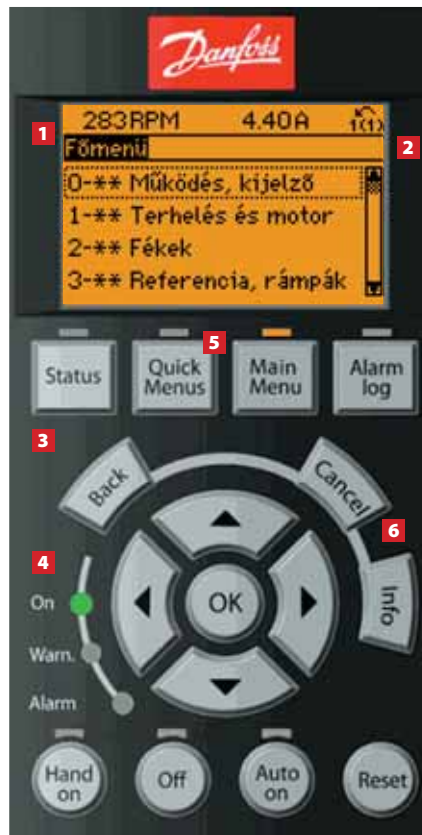 Danfoss
283RPM 4.40A 1(1)
1
Főmenü
2
0-** Működés, kijelző
1-** Terhelés és motor
2-** Fékek
3-** Referencia, rámpák
5
Status Quick Menus Main Menu Alarm log
3
Back Cancel
6
4
On OK Info
Warn.
Alarm
Hand on Off Auto on Reset